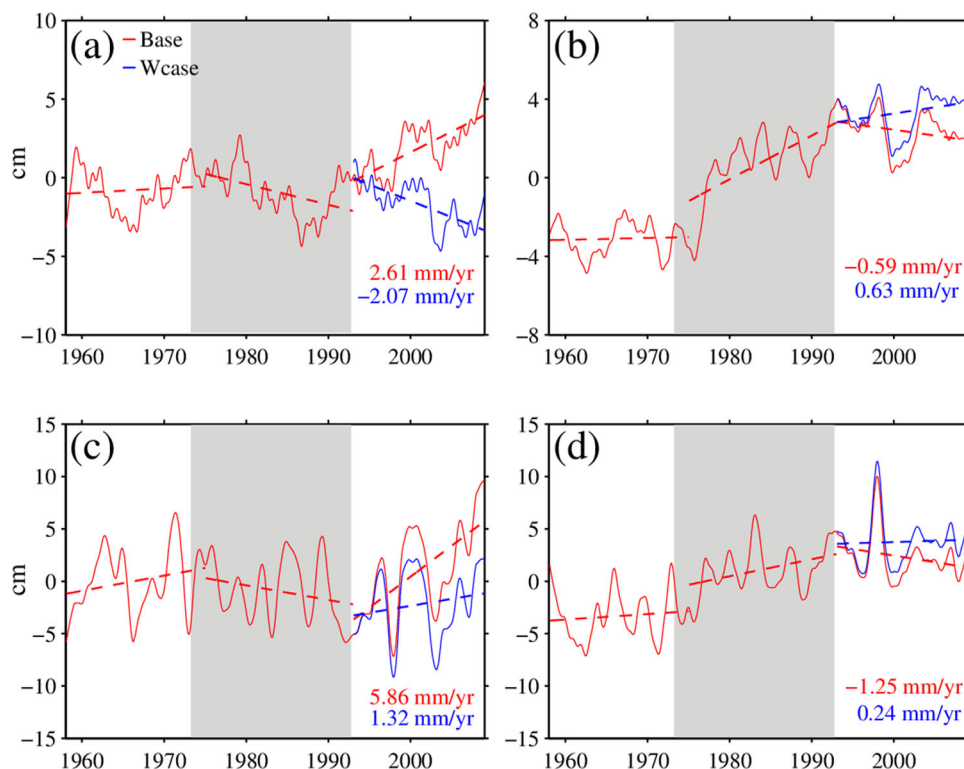 (a)
Base
Wcase
10
5
0
−5
−10
cm
2.61 mm/yr
−2.07 mm/yr
1960 1970 1980 1990 2000
(b)
8
4
0
−4
−8
−0.59 mm/yr
0.63 mm/yr
1960 1970 1980 1990 2000
(c)
15
10
5
0
−5
−10
−15
cm
5.86 mm/yr
1.32 mm/yr
1960 1970 1980 1990 2000
(d)
15
10
5
0
−5
−10
−15
−1.25 mm/yr
0.24 mm/yr
1960 1970 1980 1990 2000